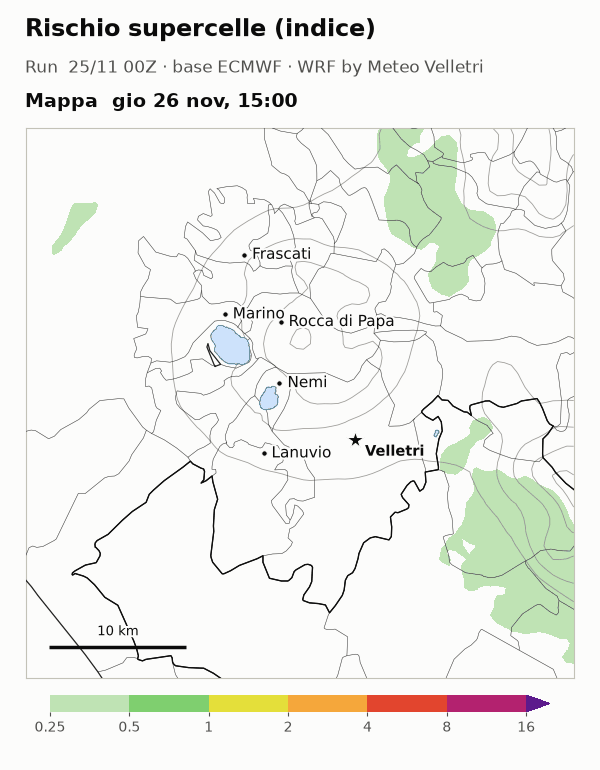 Rischio supercelle (indice)
Run  25/11 00Z · base ECMWF · WRF by Meteo Velletri
Mappa  gio 26 nov, 15:00
Frascati
Marino
Rocca di Papa
Nemi
Velletri
Lanuvio
10 km
0.25 0.5 1 2 4 8 16